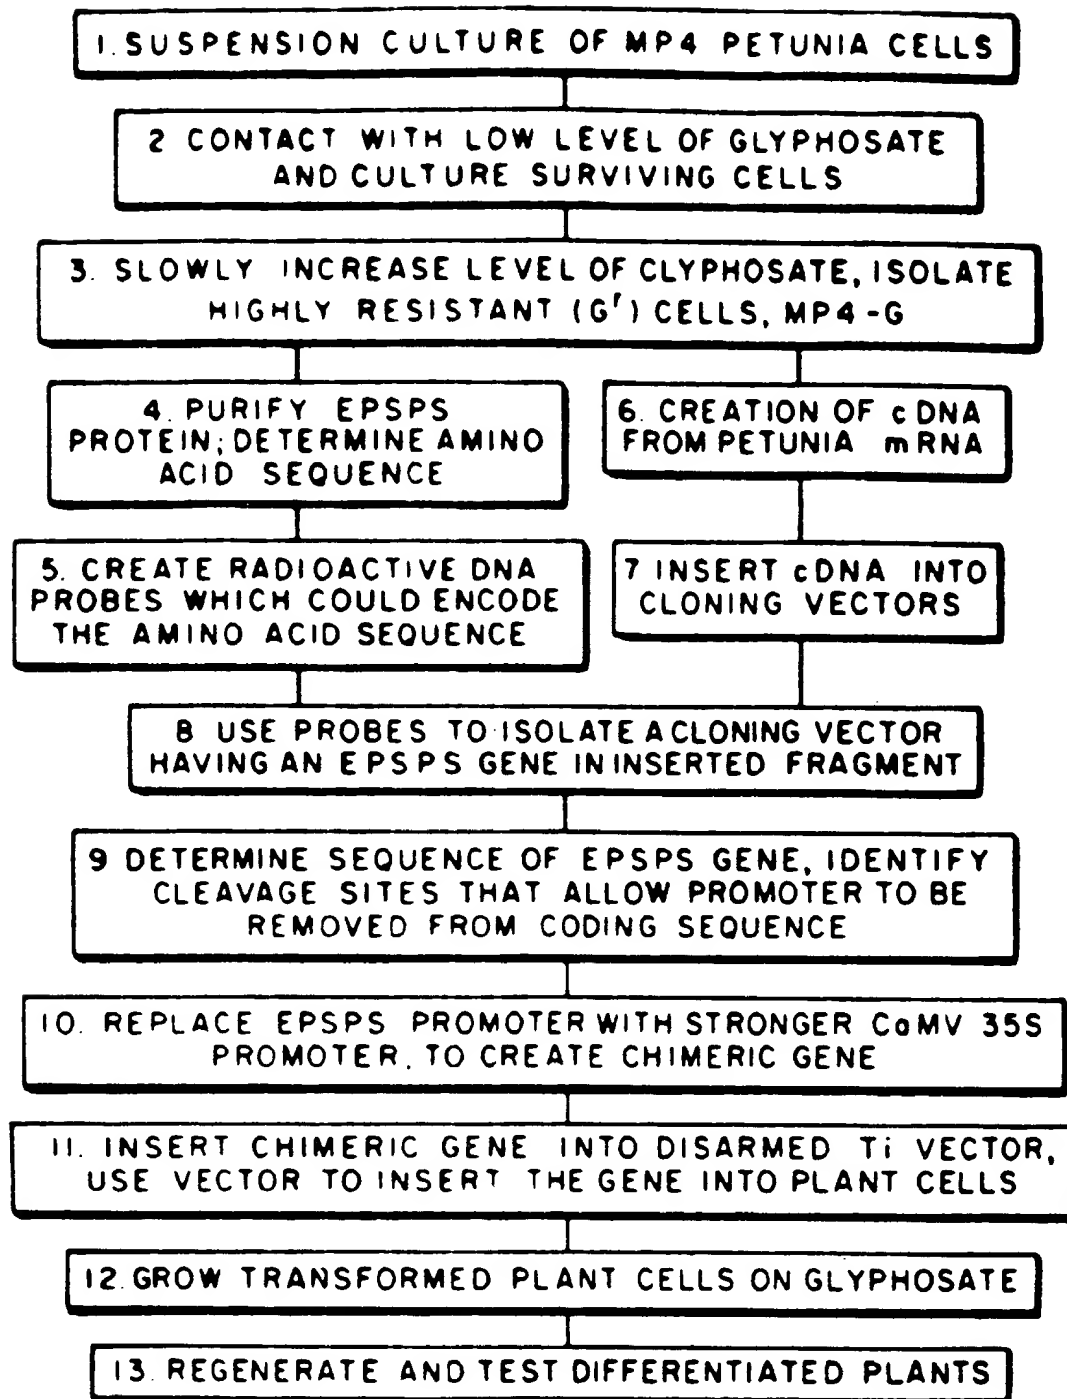 1. SUSPENSION CULTURE OF MP4 PETUNIA CELLS
2 CONTACT WITH LOW LEVEL OF GLYPHOSATE
AND CULTURE SURVIVING CELLS
3. SLOWLY INCREASE LEVEL OF CLYPHOSATE, ISOLATE
HIGHLY RESISTANT (Gʳ) CELLS, MP4-G
4. PURIFY EPSPS
PROTEIN; DETERMINE AMINO
ACID SEQUENCE
5. CREATE RADIOACTIVE DNA
PROBES WHICH COULD ENCODE
THE AMINO ACID SEQUENCE
6. CREATION OF cDNA
FROM PETUNIA mRNA
7 INSERT cDNA INTO
CLONING VECTORS
8 USE PROBES TO ISOLATE A CLONING VECTOR
HAVING AN EPSPS GENE IN INSERTED FRAGMENT
9 DETERMINE SEQUENCE OF EPSPS GENE, IDENTIFY
CLEAVAGE SITES THAT ALLOW PROMOTER TO BE
REMOVED FROM CODING SEQUENCE
10. REPLACE EPSPS PROMOTER WITH STRONGER CaMV 35S
PROMOTER. TO CREATE CHIMERIC GENE
11. INSERT CHIMERIC GENE INTO DISARMED Ti VECTOR,
USE VECTOR TO INSERT THE GENE INTO PLANT CELLS
12. GROW TRANSFORMED PLANT CELLS ON GLYPHOSATE
13. REGENERATE AND TEST DIFFERENTIATED PLANTS